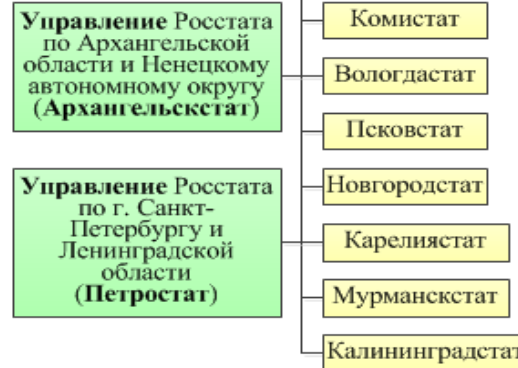 Управление Росстата
по Архангельской
области и Ненецкому
автономному округу
(Архангельскстат)
Управление Росстата
по г. Санкт-
Петербургу и
Ленинградской
области
(Петростат)
Комистат
Вологдастат
Псковстат
Новгородстат
Карелиястат
Мурманскстат
Калининградстат